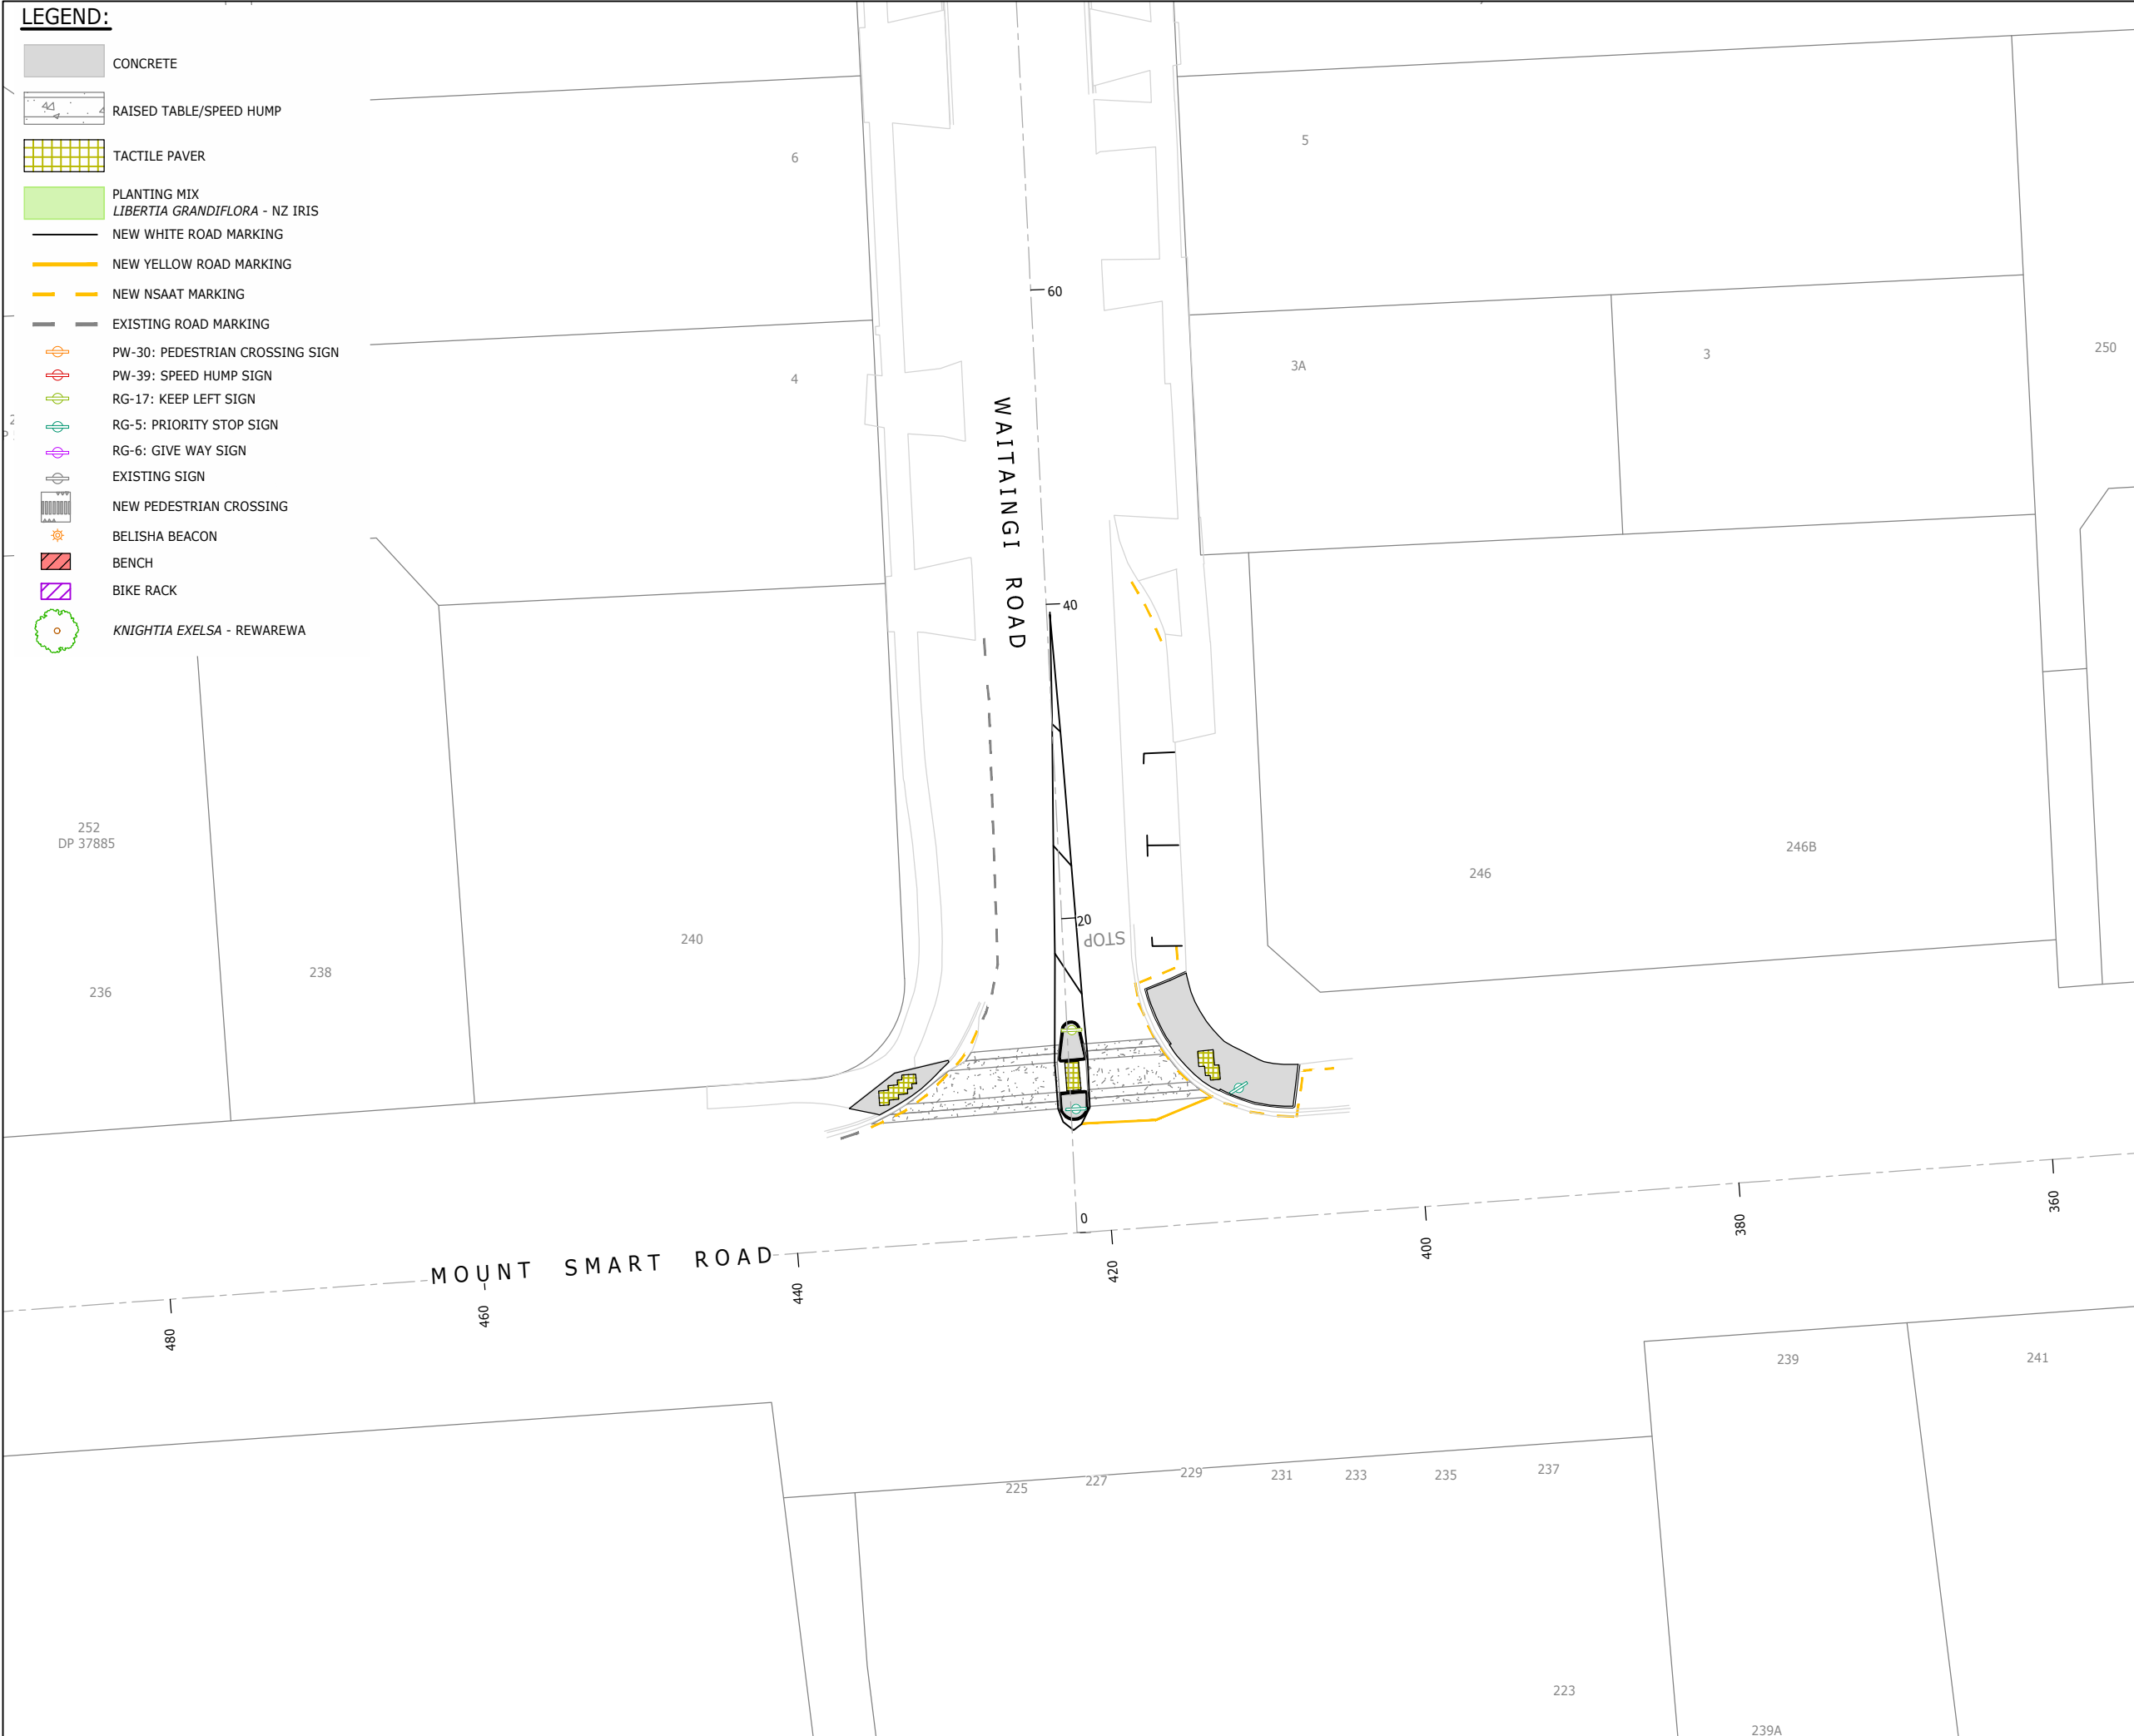 LEGEND:
CONCRETE
RAISED TABLE/SPEED HUMP
TACTILE PAVER
PLANTING MIX
LIBERTIA GRANDIFLORA - NZ IRIS
NEW WHITE ROAD MARKING
NEW YELLOW ROAD MARKING
NEW NSAAT MARKING
EXISTING ROAD MARKING
PW-30: PEDESTRIAN CROSSING SIGN
PW-39: SPEED HUMP SIGN
RG-17: KEEP LEFT SIGN
RG-5: PRIORITY STOP SIGN
RG-6: GIVE WAY SIGN
EXISTING SIGN
NEW PEDESTRIAN CROSSING
BELISHA BEACON
BENCH
BIKE RACK
KNIGHTIA EXELSA - REWAREWA
6
5
60
4
3A
3
250
WAITAINGI ROAD
40
252
DP 37885
246
246B
20
STOP
240
238
236
0
MOUNT SMART ROAD
480
460
440
420
400
380
360
239
241
225
227
229
231
233
235
237
223
239A